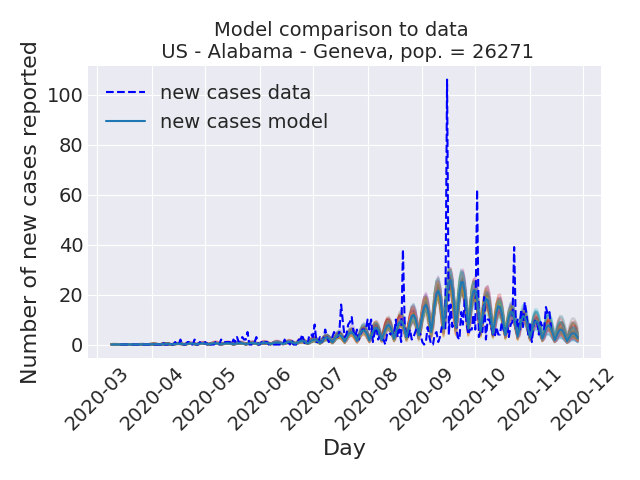 Model comparison to data
US - Alabama - Geneva, pop. = 26271
Number of new cases reported
100
80
60
40
20
0
new cases data
new cases model
2020-03
2020-04
2020-05
2020-06
2020-07
2020-08
2020-09
2020-10
2020-11
2020-12
Day